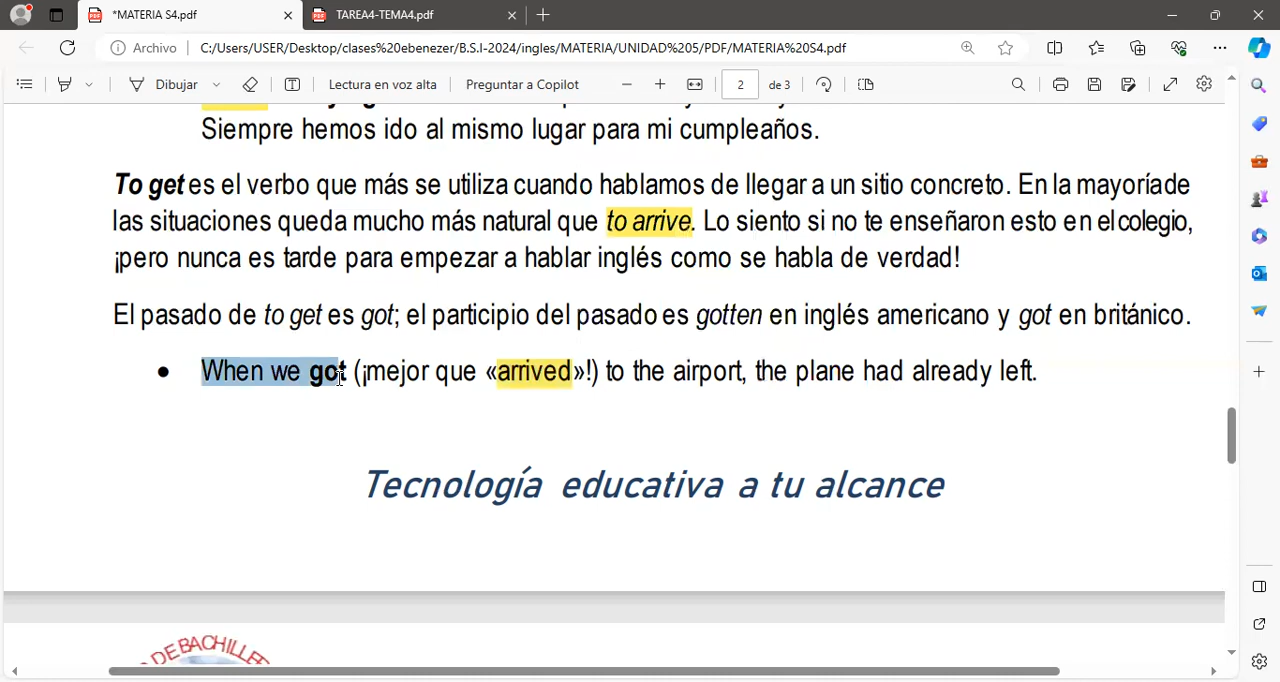 *MATERIA S4.pdf
TAREA4-TEMA4.pdf
Archivo
C:/Users/USER/Desktop/clases%20ebenezer/B.S.I-2024/ingles/MATERIA/UNIDAD%205/PDF/MATERIA%20S4.pdf
Dibujar
Lectura en voz alta
Preguntar a Copilot
2
de 3
Siempre hemos ido al mismo lugar para mi cumpleaños.
To get es el verbo que más se utiliza cuando hablamos de llegar a un sitio concreto. En la mayoríade
las situaciones queda mucho más natural que to arrive. Lo siento si no te enseñaron esto en elcolegio,
¡pero nunca es tarde para empezar a hablar inglés como se habla de verdad!
El pasado de to get es got; el participio del pasado es gotten en inglés americano y got en británico.
● When we got (¡mejor que «arrived»!) to the airport, the plane had already left.
Tecnología educativa a tu alcance
DE BACHILLE